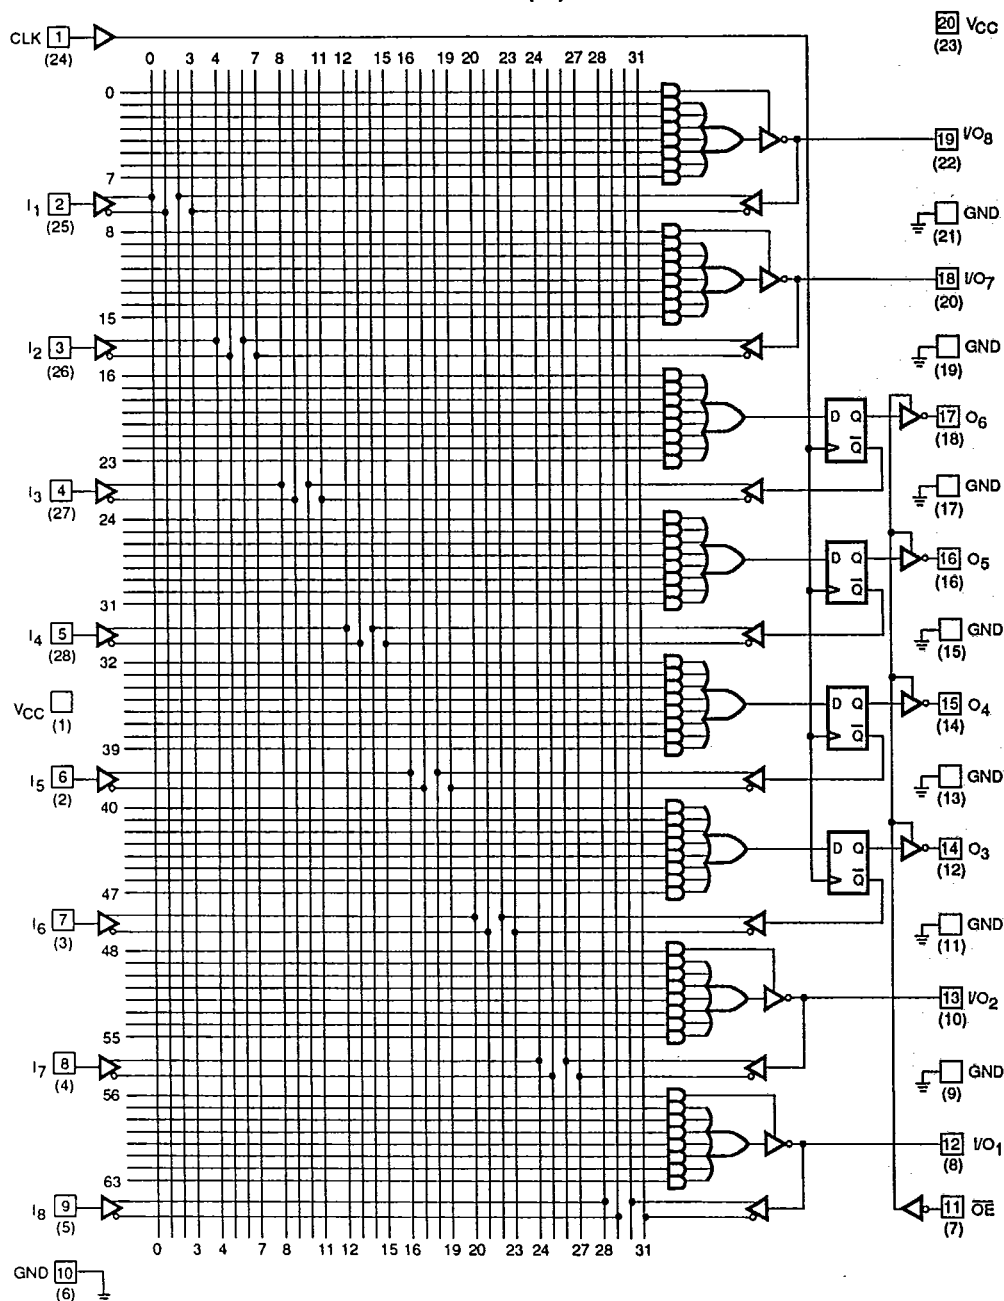 CLK 1 (24)
20 VCC (23)
0 3 4 7 8 11 12 15 16 19 20 23 24 27 28 31
0
7
19 I/O8 (22)
I1 2 (25)
GND (21)
8
15
18 I/O7 (20)
I2 3 (26)
GND (19)
16
23
D Q Q̅
17 O6 (18)
I3 4 (27)
GND (17)
24
31
D Q Q̅
16 O5 (16)
I4 5 (28)
GND (15)
32
39
VCC (1)
D Q Q̅
15 O4 (14)
I5 6 (2)
GND (13)
40
47
D Q Q̅
14 O3 (12)
I6 7 (3)
GND (11)
48
55
13 I/O2 (10)
I7 8 (4)
GND (9)
56
63
12 I/O1 (8)
I8 9 (5)
11 O̅E̅ (7)
0 3 4 7 8 11 12 15 16 19 20 23 24 27 28 31
GND 10 (6)